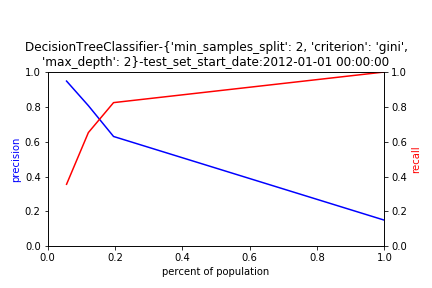 DecisionTreeClassifier-{'min_samples_split': 2, 'criterion': 'gini',
'max_depth': 2}-test_set_start_date:2012-01-01 00:00:00
1.0
0.8
0.6
0.4
0.2
0.0
precision
1.0
0.8
0.6
0.4
0.2
0.0
recall
0.0 0.2 0.4 0.6 0.8 1.0
percent of population